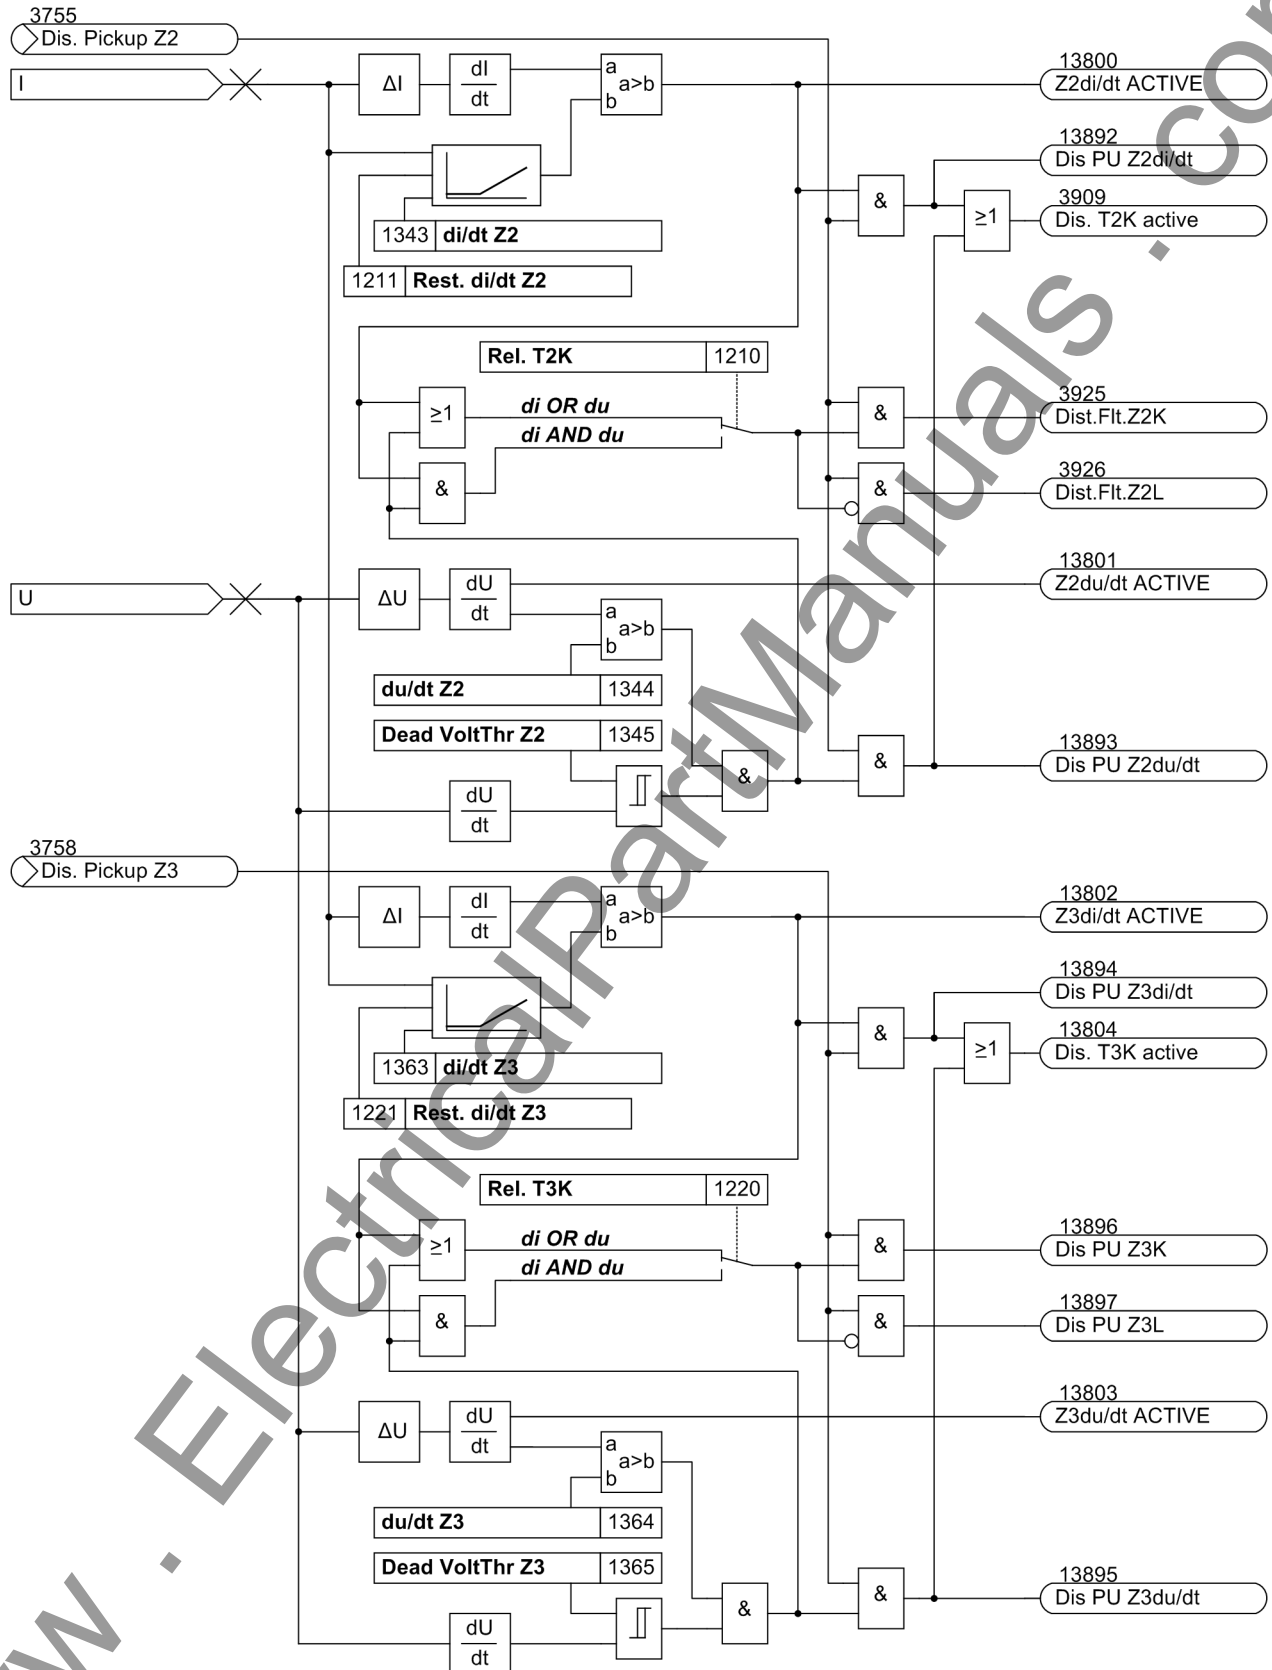 3755
Dis. Pickup Z2
I
ΔI
dI
dt
a
a>b
b
13800
Z2di/dt ACTIVE
13892
Dis PU Z2di/dt
1343 di/dt Z2
1211 Rest. di/dt Z2
&
≥1
3909
Dis. T2K active
Rel. T2K 1210
≥1
di OR du
di AND du
&
&
3925
Dist.Flt.Z2K
&
3926
Dist.Flt.Z2L
U
ΔU
dU
dt
a
a>b
b
13801
Z2du/dt ACTIVE
du/dt Z2 1344
Dead VoltThr Z2 1345
dU
dt
&
&
13893
Dis PU Z2du/dt
3758
Dis. Pickup Z3
ΔI
dI
dt
a
a>b
b
13802
Z3di/dt ACTIVE
13894
Dis PU Z3di/dt
1363 di/dt Z3
1221 Rest. di/dt Z3
&
≥1
13804
Dis. T3K active
Rel. T3K 1220
≥1
di OR du
di AND du
&
&
13896
Dis PU Z3K
&
13897
Dis PU Z3L
ΔU
dU
dt
a
a>b
b
13803
Z3du/dt ACTIVE
du/dt Z3 1364
Dead VoltThr Z3 1365
dU
dt
&
&
13895
Dis PU Z3du/dt
w . ElectricalPartManuals . co